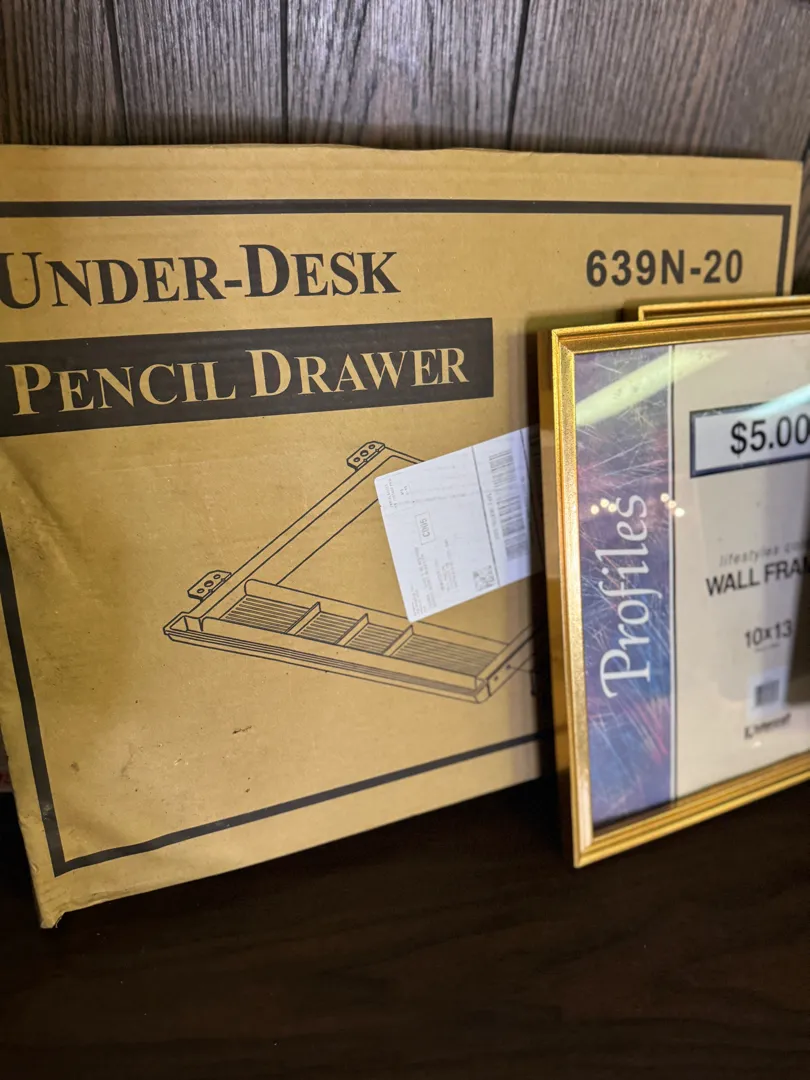 UNDER-DESK
639N-20
PENCIL DRAWER
Profiles
$5.00
WALL FRA
10x13